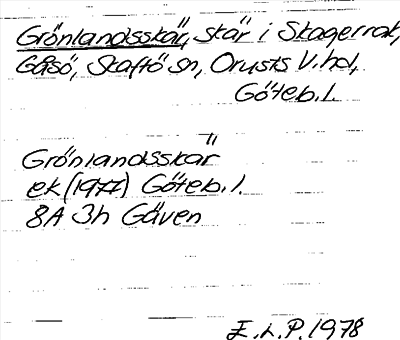 Grönlandsskär, skär i Skagerrak,
Gåsö, Skaftö sn, Orusts V. hd,
Göteb. l.
Grönlandsskär
ek (1977) Göteb. l.
8A 3h Gåven
E.L.P. 1978